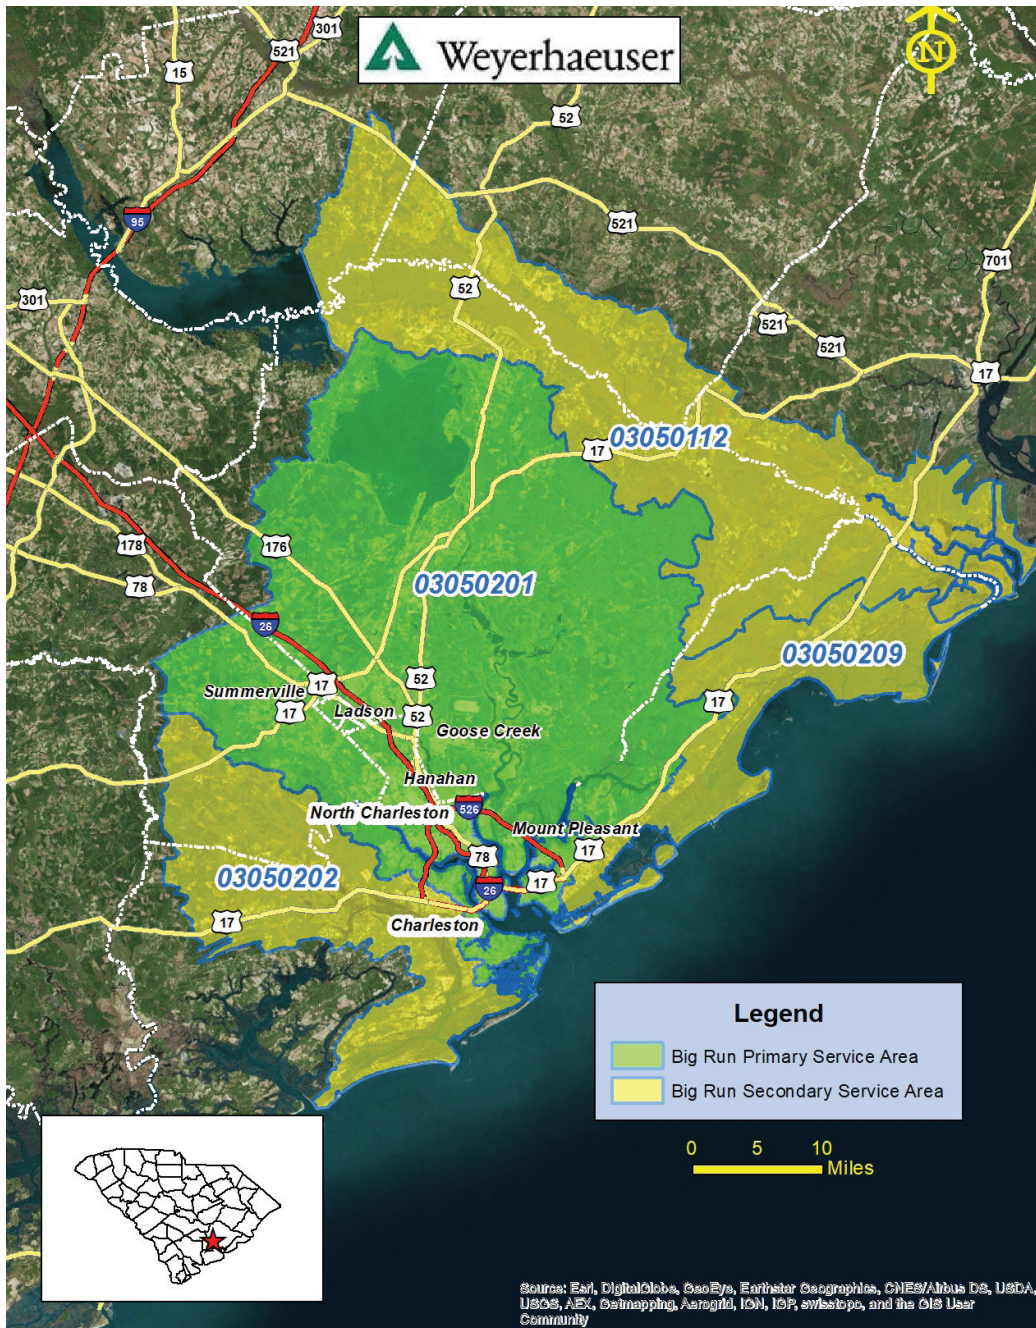 301
521
Weyerhaeuser
N
15
52
95
521
701
301
52
521
521
17
03050112
17
178
176
78
03050201
26
03050209
52
Summerville
17
17
17
Ladson
52
Goose Creek
Hanahan
526
North Charleston
Mount Pleasant
17
78
03050202
26
17
17
Charleston
Legend
Big Run Primary Service Area
Big Run Secondary Service Area
0 5 10
Miles
Source: Esri, DigitalGlobe, GeoEye, Earthstar Geographics, CNES/Airbus DS, USDA,
USGS, AEX, Getmapping, Aerogrid, IGN, IGP, swisstopo, and the GIS User
Community